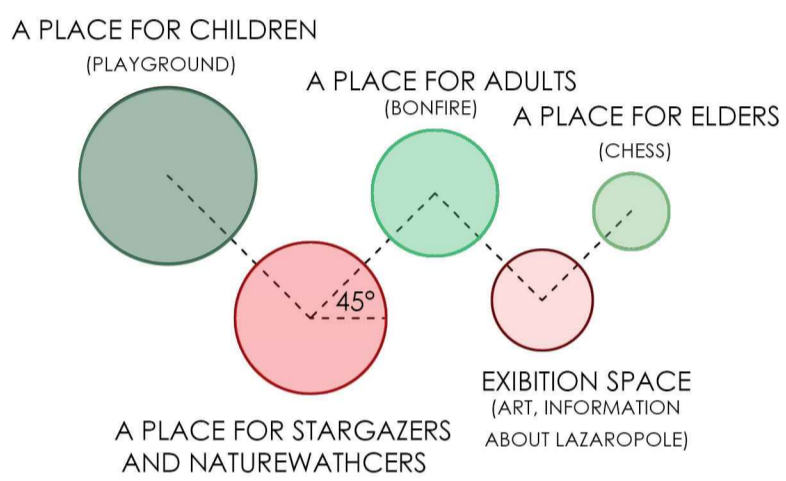 A PLACE FOR CHILDREN
(PLAYGROUND)
A PLACE FOR ADULTS
(BONFIRE)
A PLACE FOR ELDERS
(CHESS)
45°
EXIBITION SPACE
(ART, INFORMATION
ABOUT LAZAROPOLE)
A PLACE FOR STARGAZERS
AND NATUREWATHCERS